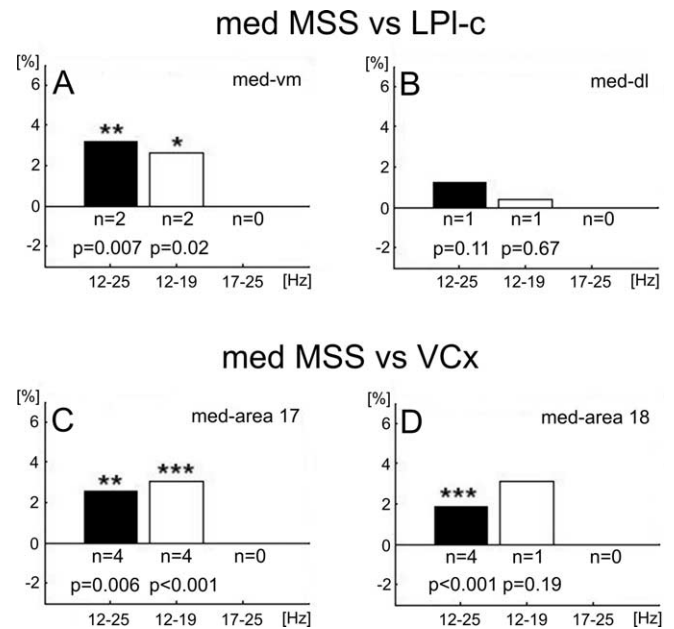 med MSS vs LPl-c
[%]
A
med-vm
6
4
2
0
-2
**
*
n=2 n=2 n=0
p=0.007 p=0.02
12-25 12-19 17-25 [Hz]
[%]
B
med-dl
6
4
2
0
-2
n=1 n=1 n=0
p=0.11 p=0.67
12-25 12-19 17-25 [Hz]
med MSS vs VCx
[%]
C
med-area 17
6
4
2
0
-2
**
***
n=4 n=4 n=0
p=0.006 p<0.001
12-25 12-19 17-25 [Hz]
[%]
D
med-area 18
6
4
2
0
-2
***
n=4 n=1 n=0
p<0.001 p=0.19
12-25 12-19 17-25 [Hz]